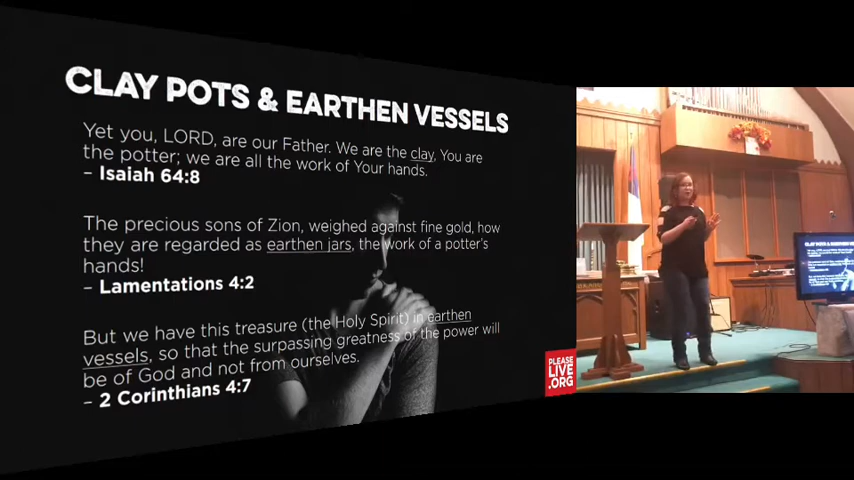 CLAY POTS & EARTHEN VESSELS
Yet you, LORD, are our Father. We are the clay, You are
the potter; we are all the work of Your hands.
– Isaiah 64:8
The precious sons of Zion, weighed against fine gold, how
they are regarded as earthen jars, the work of a potter's
hands!
– Lamentations 4:2
But we have this treasure (the Holy Spirit) in earthen
vessels, so that the surpassing greatness of the power will
be of God and not from ourselves.
– 2 Corinthians 4:7
PLEASE
LIVE
.ORG
CLAY POTS & EARTHEN